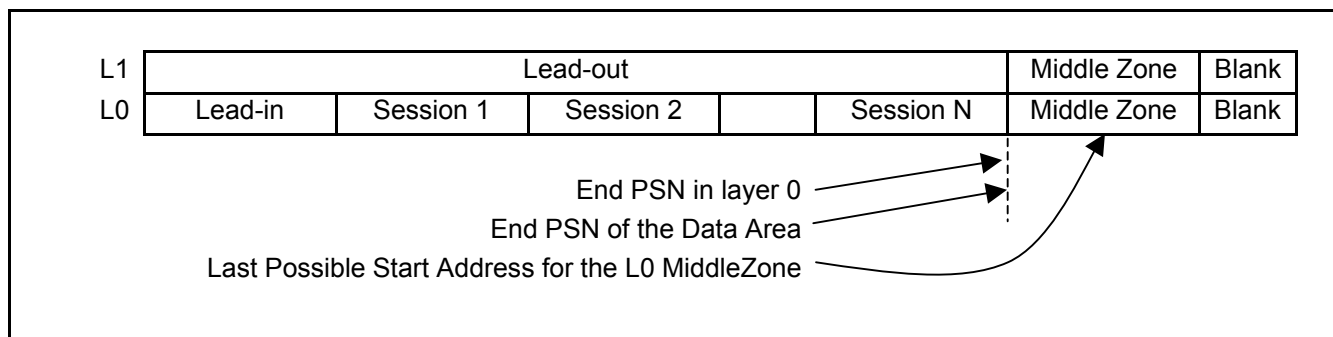 L1 Lead-out Middle Zone Blank
L0 Lead-in Session 1 Session 2 Session N Middle Zone Blank
End PSN in layer 0
End PSN of the Data Area
Last Possible Start Address for the L0 MiddleZone